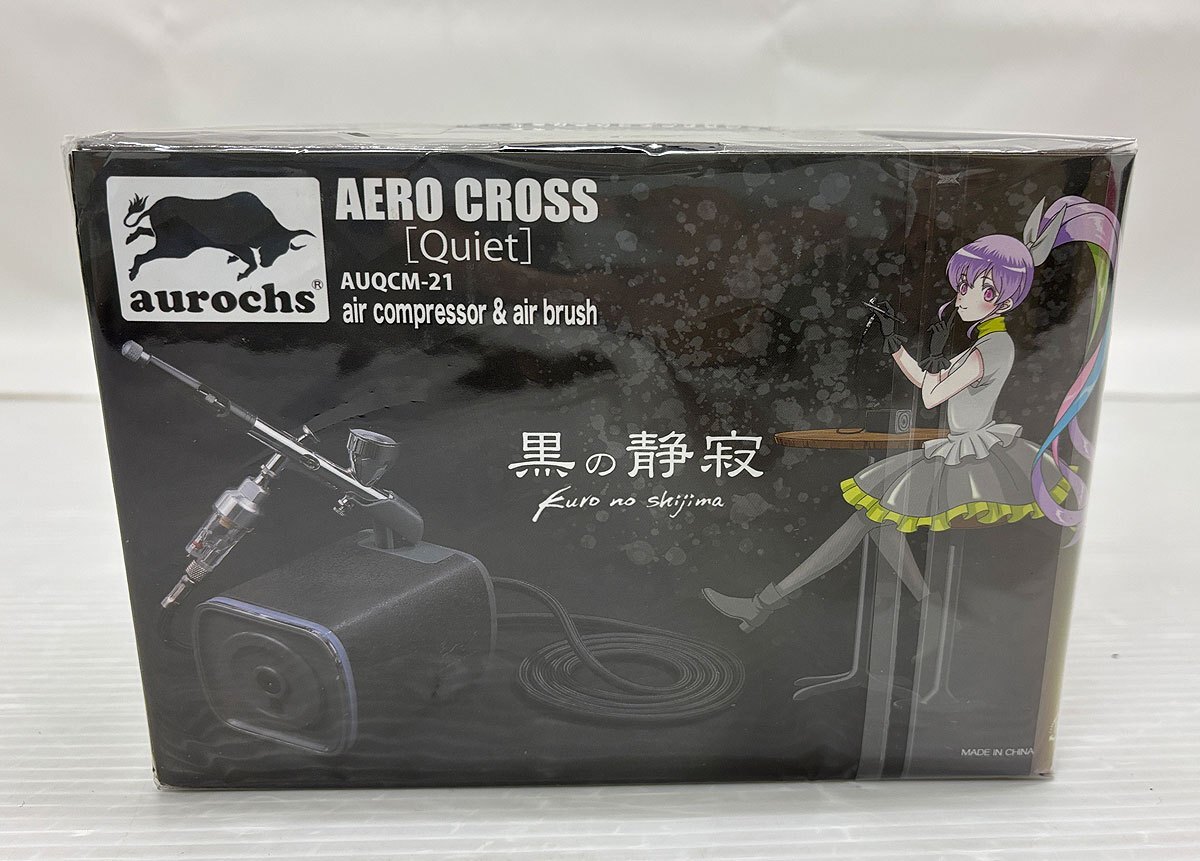 aurochs®
AERO CROSS
[Quiet]
AUQCM-21
air compressor & air brush
黒の静寂
Kuro no shijima
MADE IN CHINA